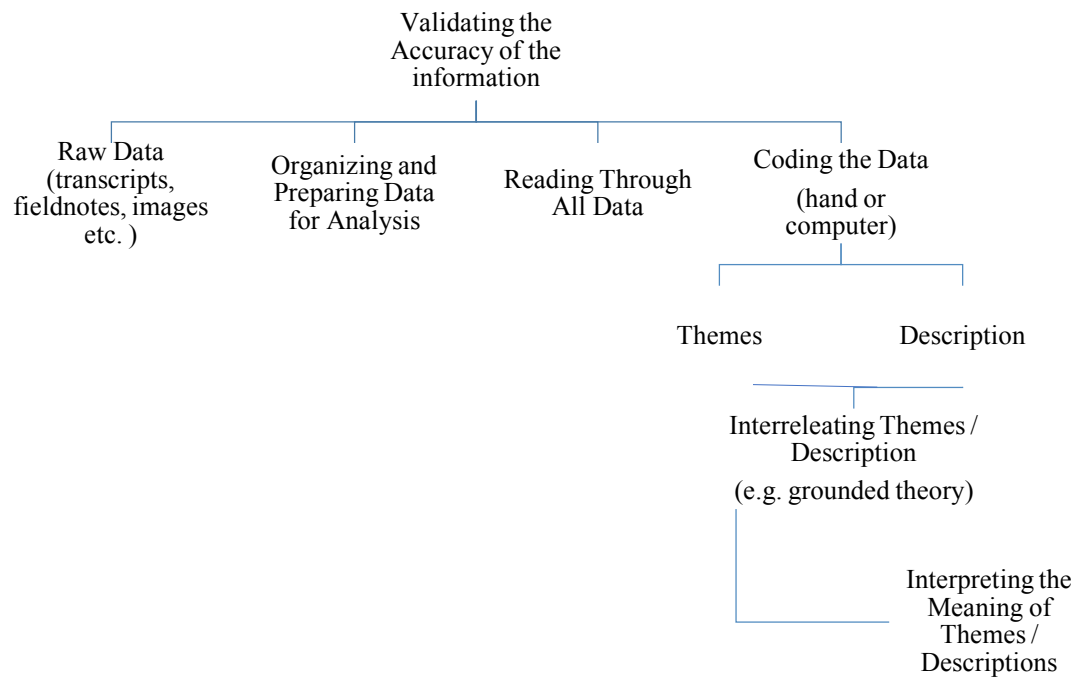 Validating the
Accuracy of the
information
Raw Data
(transcripts,
fieldnotes, images
etc. )
Organizing and
Preparing Data
for Analysis
Reading Through
All Data
Coding the Data
(hand or
computer)
Themes
Description
Interreleating Themes /
Description
(e.g. grounded theory)
Interpreting the
Meaning of
Themes /
Descriptions